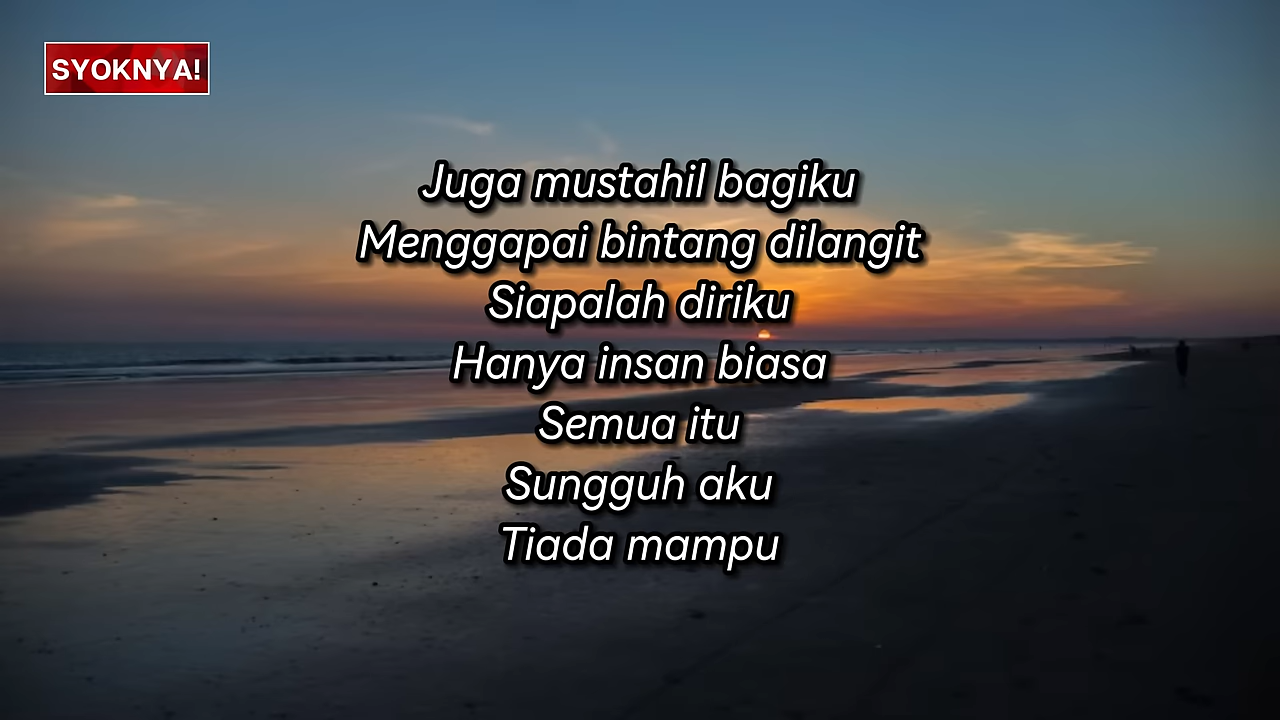 SYOKNYA!
Juga mustahil bagiku
Menggapai bintang dilangit
Siapalah diriku
Hanya insan biasa
Semua itu
Sungguh aku
Tiada mampu